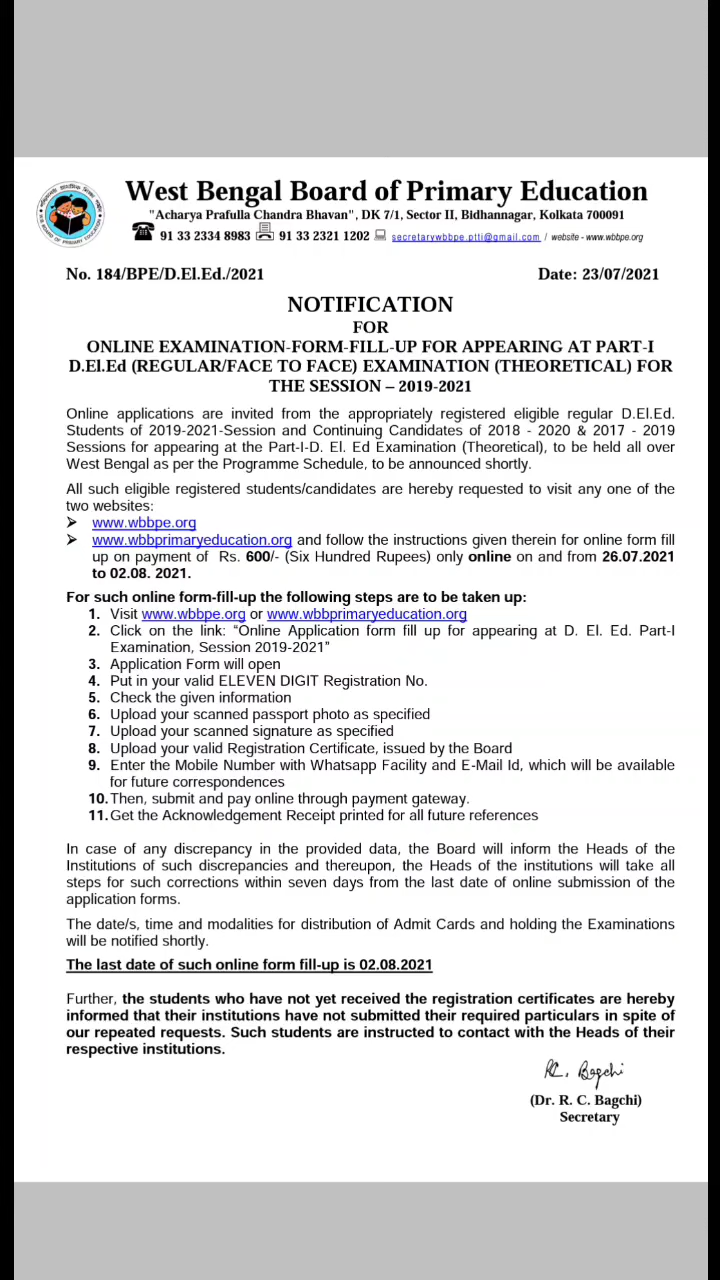 West Bengal Board of Primary Education
"Acharya Prafulla Chandra Bhavan", DK 7/1, Sector II, Bidhannagar, Kolkata 700091
91 33 2334 8983 91 33 2321 1202 secretarywbbpe.ptti@gmail.com / website - www.wbbpe.org
No. 184/BPE/D.El.Ed./2021 Date: 23/07/2021
NOTIFICATION
FOR
ONLINE EXAMINATION-FORM-FILL-UP FOR APPEARING AT PART-I
D.El.Ed (REGULAR/FACE TO FACE) EXAMINATION (THEORETICAL) FOR
THE SESSION – 2019-2021
Online applications are invited from the appropriately registered eligible regular D.El.Ed.
Students of 2019-2021-Session and Continuing Candidates of 2018 - 2020 & 2017 - 2019
Sessions for appearing at the Part-I-D. El. Ed Examination (Theoretical), to be held all over
West Bengal as per the Programme Schedule, to be announced shortly.
All such eligible registered students/candidates are hereby requested to visit any one of the
two websites:
➢ www.wbbpe.org
➢ www.wbbprimaryeducation.org and follow the instructions given therein for online form fill
up on payment of Rs. 600/- (Six Hundred Rupees) only online on and from 26.07.2021
to 02.08. 2021.
For such online form-fill-up the following steps are to be taken up:
1. Visit www.wbbpe.org or www.wbbprimaryeducation.org
2. Click on the link: “Online Application form fill up for appearing at D. El. Ed. Part-I
Examination, Session 2019-2021”
3. Application Form will open
4. Put in your valid ELEVEN DIGIT Registration No.
5. Check the given information
6. Upload your scanned passport photo as specified
7. Upload your scanned signature as specified
8. Upload your valid Registration Certificate, issued by the Board
9. Enter the Mobile Number with Whatsapp Facility and E-Mail Id, which will be available
for future correspondences
10. Then, submit and pay online through payment gateway.
11. Get the Acknowledgement Receipt printed for all future references
In case of any discrepancy in the provided data, the Board will inform the Heads of the
Institutions of such discrepancies and thereupon, the Heads of the institutions will take all
steps for such corrections within seven days from the last date of online submission of the
application forms.
The date/s, time and modalities for distribution of Admit Cards and holding the Examinations
will be notified shortly.
The last date of such online form fill-up is 02.08.2021
Further, the students who have not yet received the registration certificates are hereby
informed that their institutions have not submitted their required particulars in spite of
our repeated requests. Such students are instructed to contact with the Heads of their
respective institutions.
R.C. Bagchi
(Dr. R. C. Bagchi)
Secretary